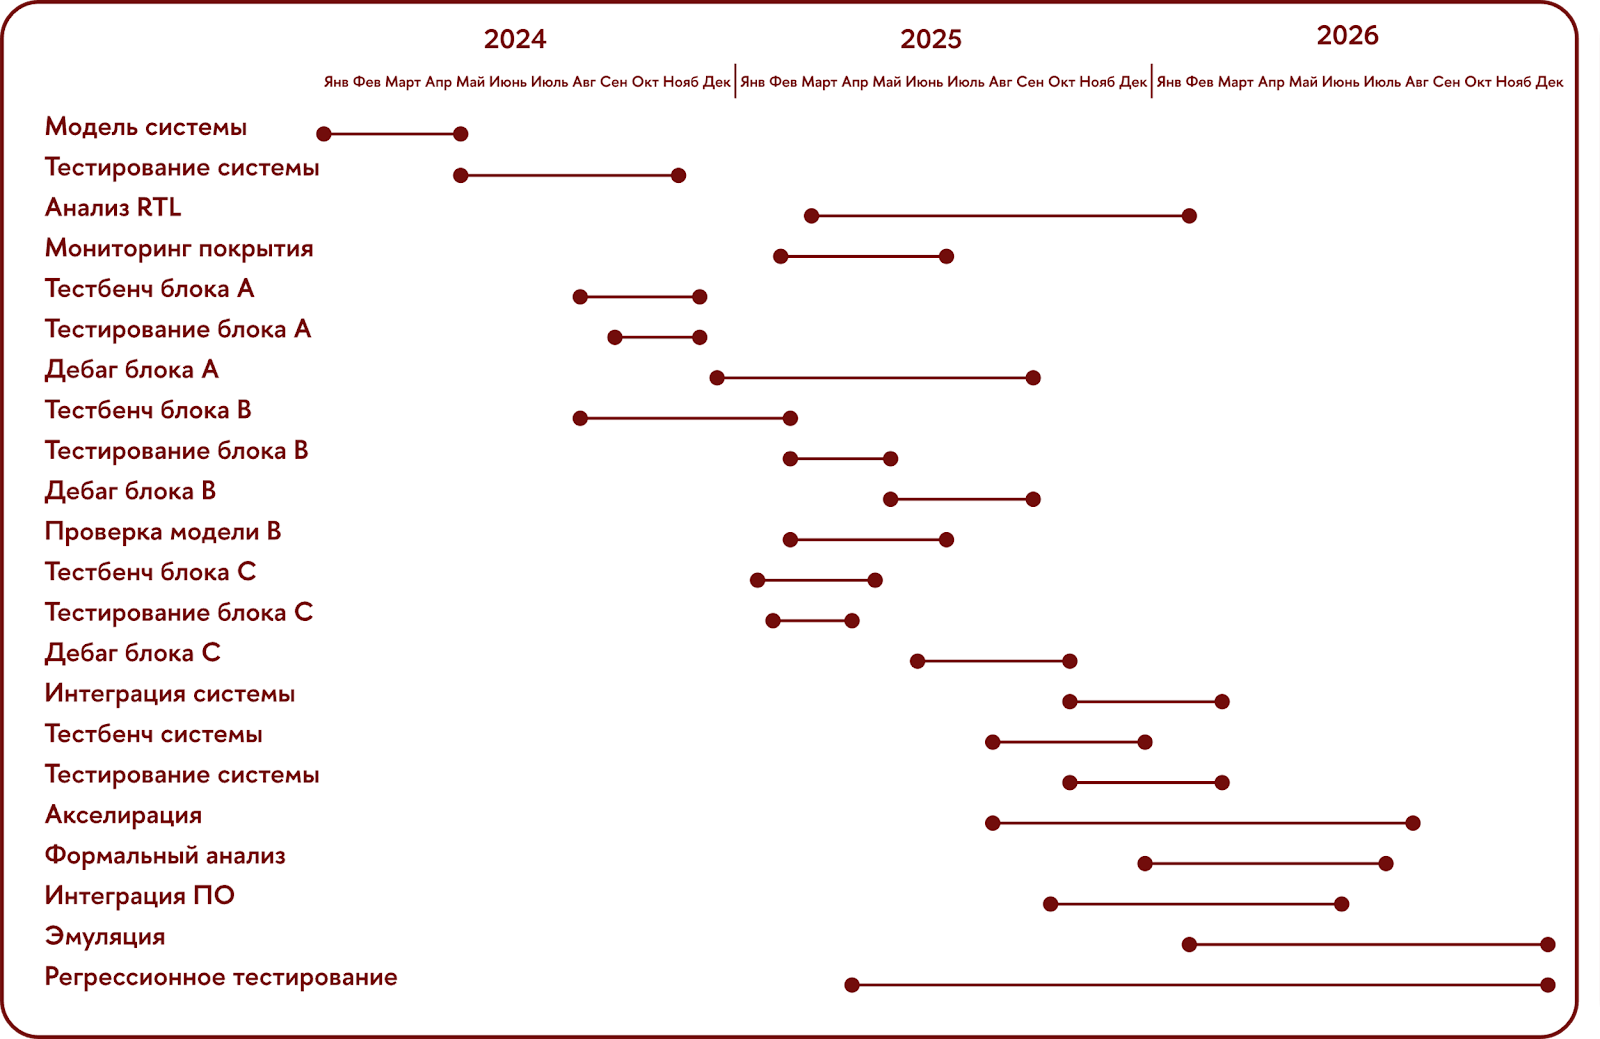 2024 2025 2026
Янв Фев Март Апр Май Июнь Июль Авг Сен Окт Нояб Дек Янв Фев Март Апр Май Июнь Июль Авг Сен Окт Нояб Дек Янв Фев Март Апр Май Июнь Июль Авг Сен Окт Нояб Дек
Модель системы
Тестирование системы
Анализ RTL
Мониторинг покрытия
Тестбенч блока A
Тестирование блока A
Дебаг блока A
Тестбенч блока B
Тестирование блока B
Дебаг блока B
Проверка модели B
Тестбенч блока C
Тестирование блока C
Дебаг блока C
Интеграция системы
Тестбенч системы
Тестирование системы
Акселирация
Формальный анализ
Интеграция ПО
Эмуляция
Регрессионное тестирование